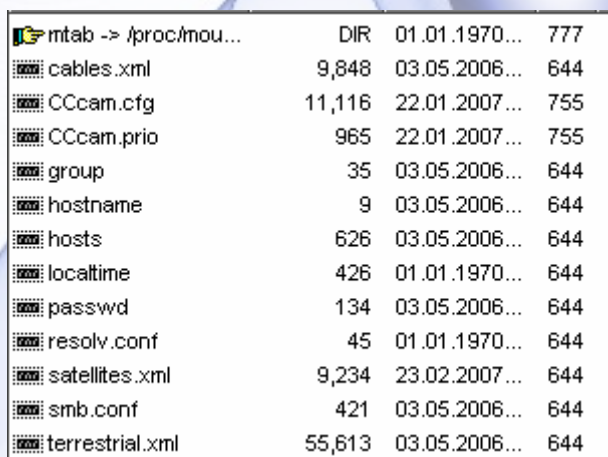 mtab -> /proc/mou... DIR 01.01.1970... 777
cables.xml 9,848 03.05.2006... 644
CCcam.cfg 11,116 22.01.2007... 755
CCcam.prio 965 22.01.2007... 755
group 35 03.05.2006... 644
hostname 9 03.05.2006... 644
hosts 626 03.05.2006... 644
localtime 426 01.01.1970... 644
passwd 134 03.05.2006... 644
resolv.conf 45 01.01.1970... 644
satellites.xml 9,234 23.02.2007... 644
smb.conf 421 03.05.2006... 644
terrestrial.xml 55,613 03.05.2006... 644